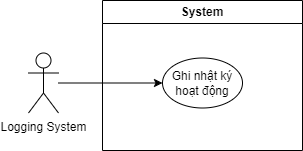 System
Ghi nhật ký
hoạt động
Logging System